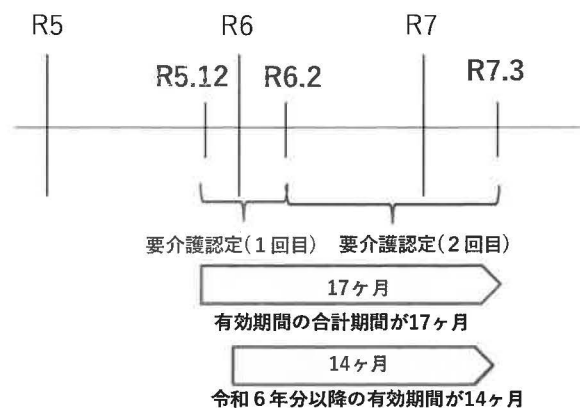 R5 R6 R7
R5.12 R6.2 R7.3
要介護認定(1回目) 要介護認定(2回目)
17ヶ月
有効期間の合計期間が17ヶ月
14ヶ月
令和6年分以降の有効期間が14ヶ月